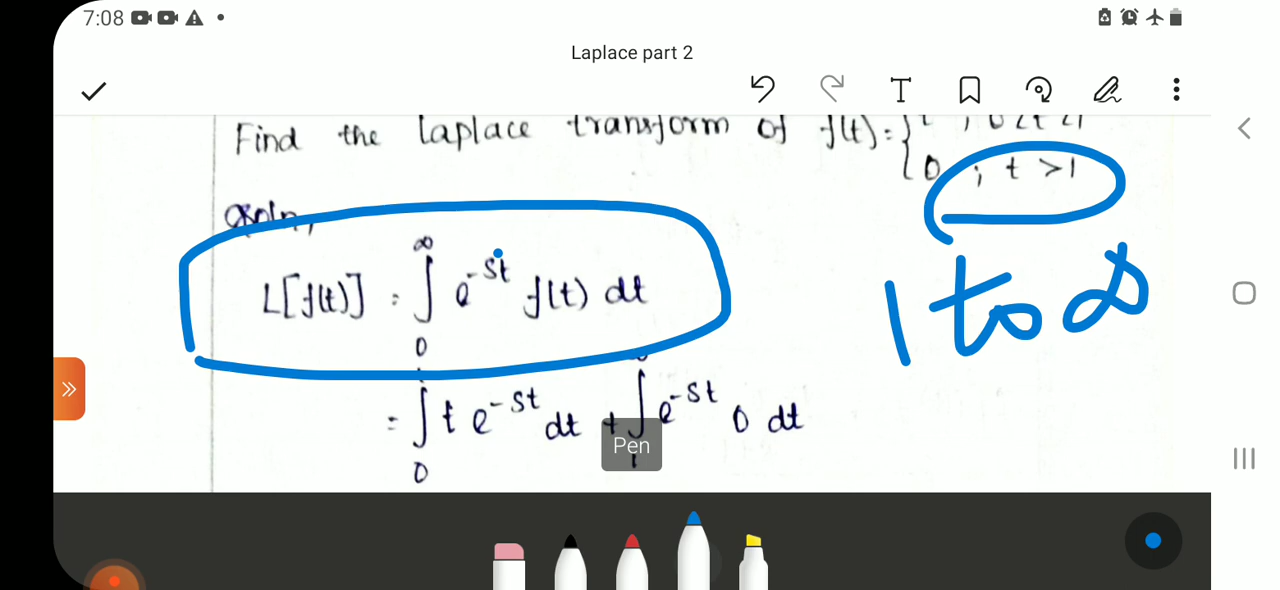 7:08
Laplace part 2
Find the Laplace transform of f(t) = { t ; 0<t<1
0 ; t >1
Soln,
L[f(t)] = ∫₀^∞ e^-st f(t) dt
1 to ∞
= ∫₀^1 t e^-st dt + ∫₁^∞ e^-st 0 dt
Pen